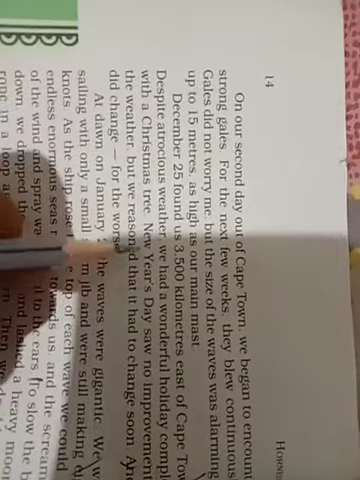 14
HORNB
On our second day out of Cape Town, we began to encount
strong gales. For the next few weeks, they blew continuous
Gales did not worry me; but the size of the waves was alarming
up to 15 metres, as high as our main mast.
December 25 found us 3,500 kilometres east of Cape Tow
Despite atrocious weather, we had a wonderful holiday compl
with a Christmas tree. New Year's Day saw no improvement
the weather, but we reasoned that it had to change soon. And
did change — for the worse
At dawn on January 2 the waves were gigantic. We w
sailing with only a small jib and were still making ei
knots. As the ship rose top of each wave we could
endless enormous seas towards us, and the scream
of the wind and spray to the ears. To slow the b
down, we dropped the and lashed a heavy moor
rope in a loop Then we